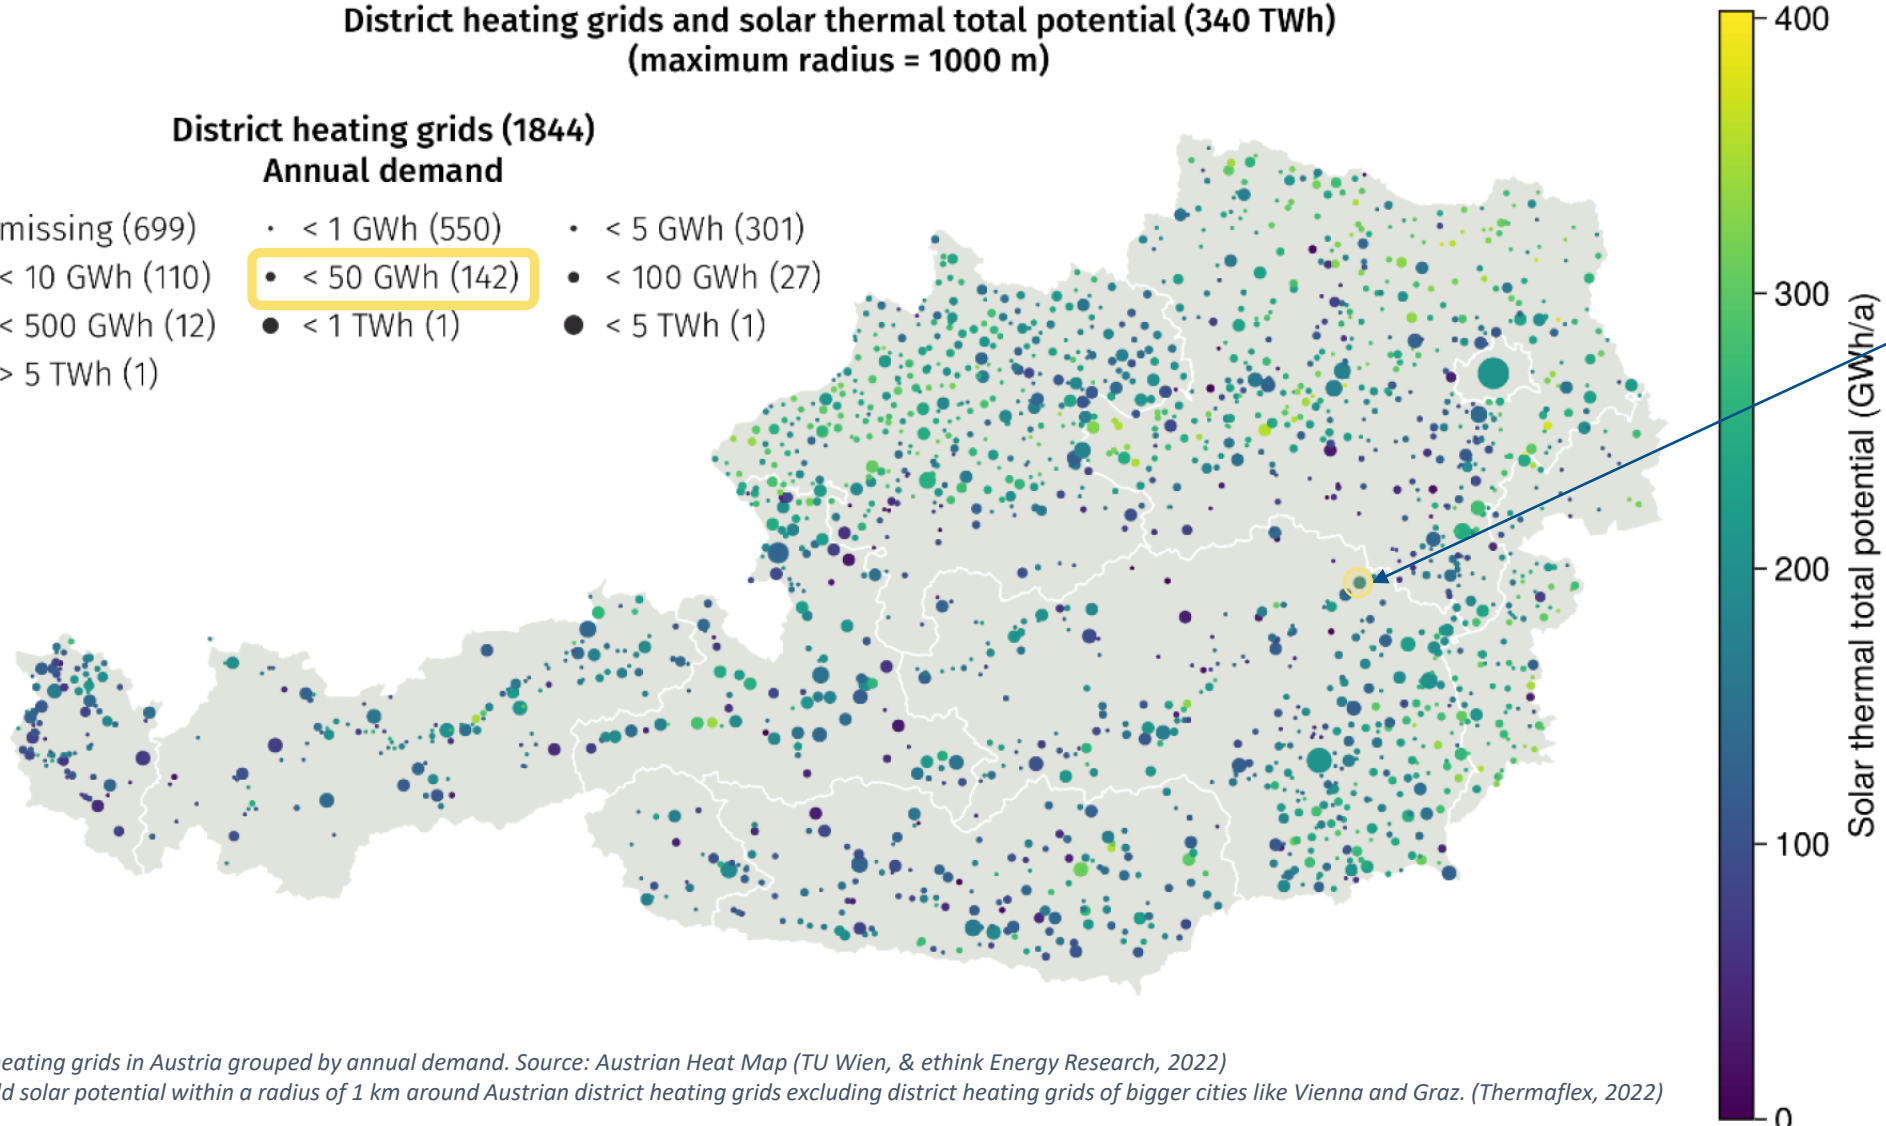 District heating grids and solar thermal total potential (340 TWh)
(maximum radius = 1000 m)
District heating grids (1844)
Annual demand
missing (699)
< 1 GWh (550)
< 5 GWh (301)
< 10 GWh (110)
< 50 GWh (142)
< 100 GWh (27)
< 500 GWh (12)
< 1 TWh (1)
< 5 TWh (1)
> 5 TWh (1)
400
300
200
100
0
Solar thermal total potential (GWh/a)
eating grids in Austria grouped by annual demand. Source: Austrian Heat Map (TU Wien, & ethink Energy Research, 2022)
ld solar potential within a radius of 1 km around Austrian district heating grids excluding district heating grids of bigger cities like Vienna and Graz. (Thermaflex, 2022)